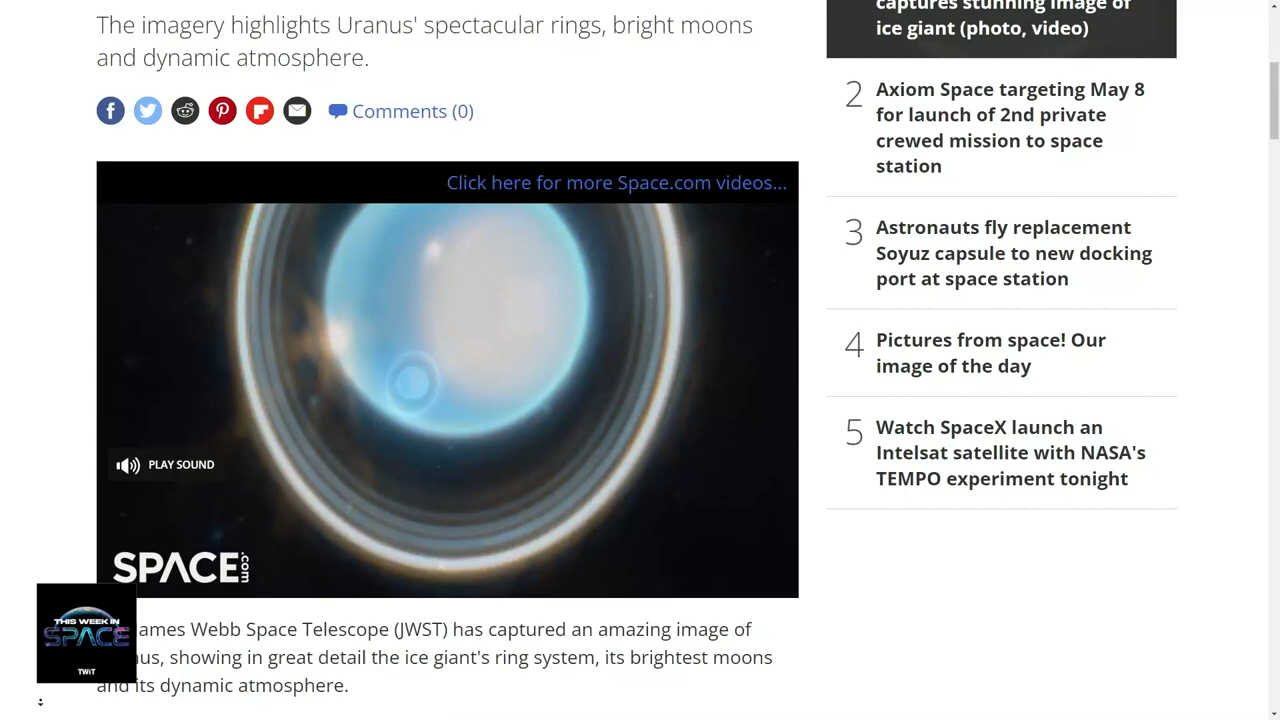 The imagery highlights Uranus' spectacular rings, bright moons
and dynamic atmosphere.
Comments (0)
Click here for more Space.com videos...
PLAY SOUND
SPACE.com
THIS WEEK IN
SPACE
TWiT
ames Webb Space Telescope (JWST) has captured an amazing image of
nus, showing in great detail the ice giant's ring system, its brightest moons
and its dynamic atmosphere.
captures stunning image of
ice giant (photo, video)
2
Axiom Space targeting May 8
for launch of 2nd private
crewed mission to space
station
3
Astronauts fly replacement
Soyuz capsule to new docking
port at space station
4
Pictures from space! Our
image of the day
5
Watch SpaceX launch an
Intelsat satellite with NASA's
TEMPO experiment tonight